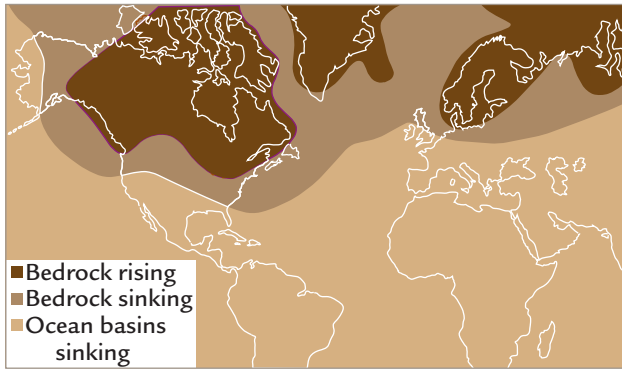 Bedrock rising
Bedrock sinking
Ocean basins
sinking